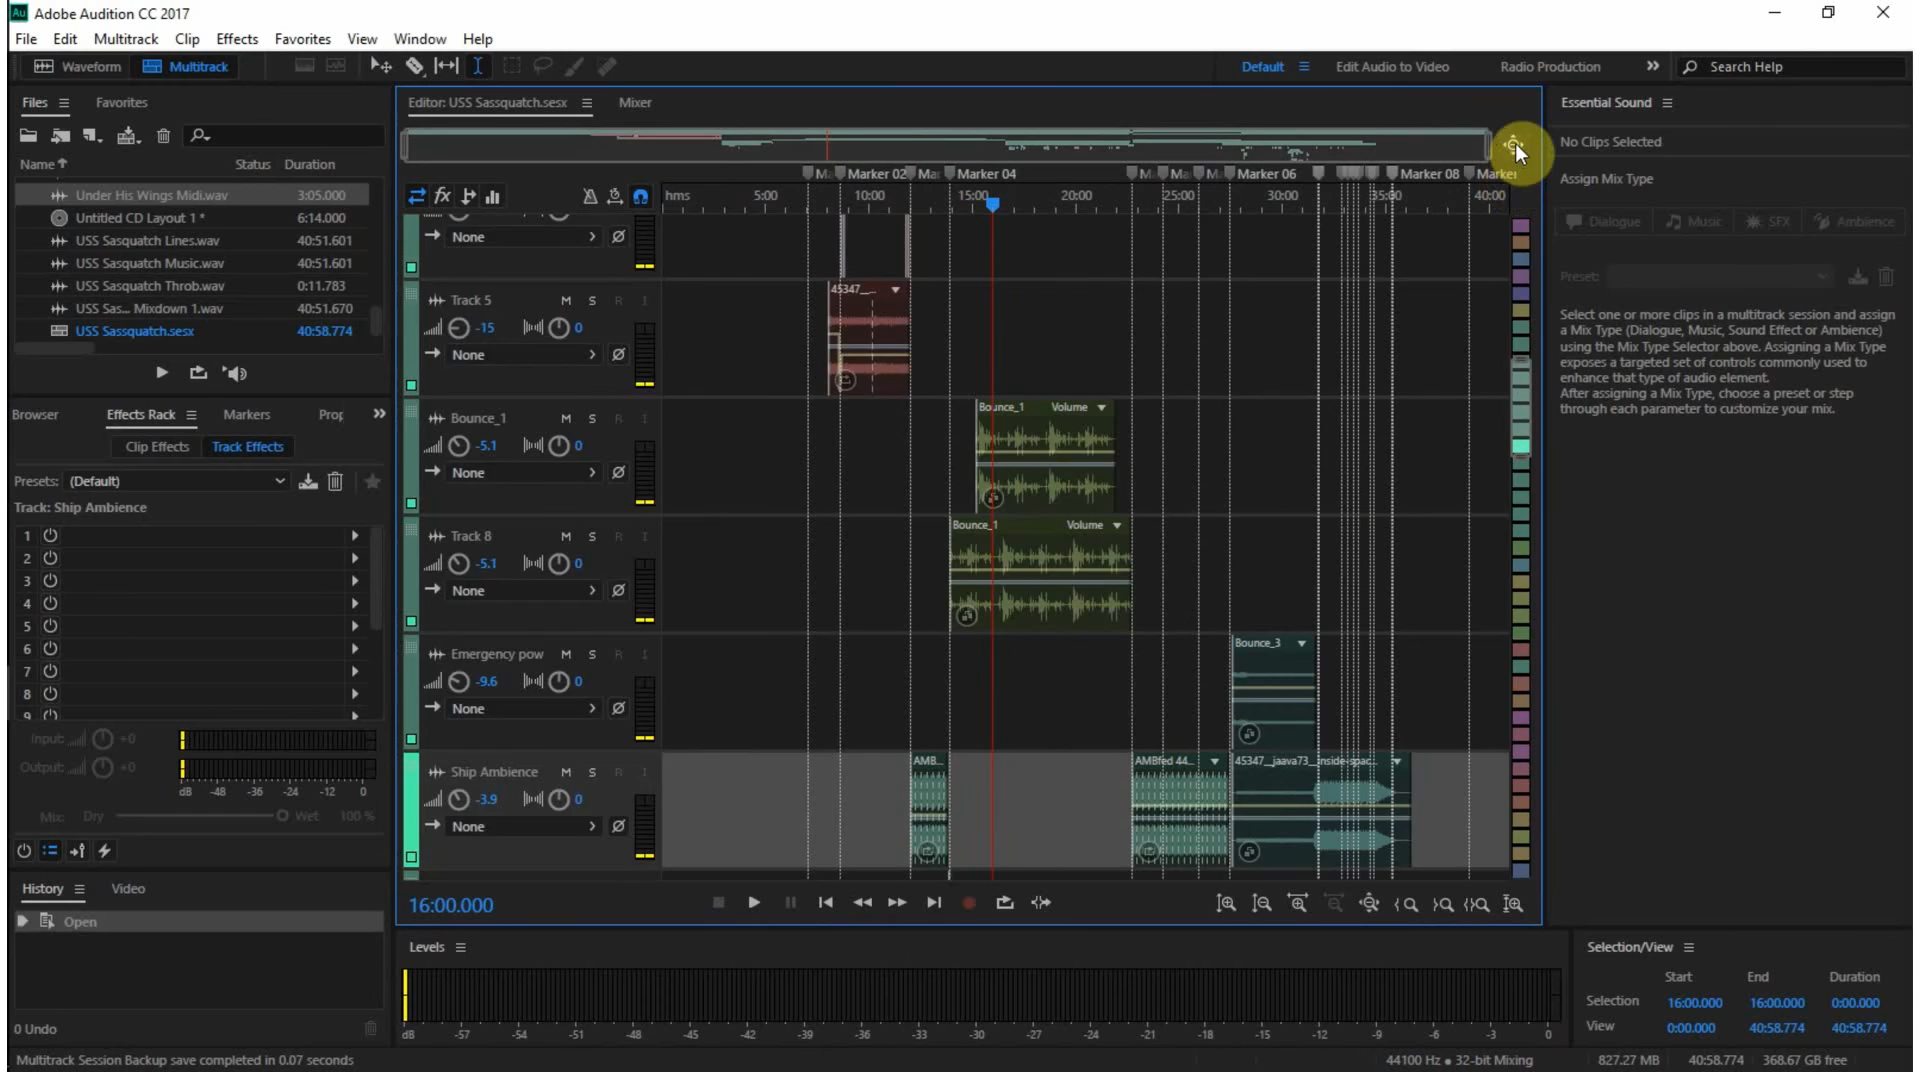 Au Adobe Audition CC 2017
File Edit Multitrack Clip Effects Favorites View Window Help
Waveform Multitrack Default Edit Audio to Video Radio Production Search Help
Files Favorites
Editor: USS Sassquatch.sesx Mixer
Essential Sound
No Clips Selected
Name Status Duration
Assign Mix Type
Under His Wings Midi.wav 3:05.000
Untitled CD Layout 1 * 6:14.000
USS Sasquatch Lines.wav 40:51.601
USS Sasquatch Music.wav 40:51.601
USS Sasquatch Throb.wav 0:11.783
USS Sas... Mixdown 1.wav 40:51.670
USS Sassquatch.sesx 40:58.774
M Marker 02 Mar Marker 04 M Mar M Marker 06 Marker 08 Marker
fx hms 5:00 10:00 15:00 20:00 25:00 30:00 35:00 40:00
Dialogue Music SFX Ambience
Preset:
Select one or more clips in a multitrack session and assign
a Mix Type (Dialogue, Music, Sound Effect or Ambience)
using the Mix Type Selector above. Assigning a Mix Type
exposes a targeted set of controls commonly used to
enhance that type of audio element.
After assigning a Mix Type, choose a preset or step
through each parameter to customize your mix.
None
Track 5 M S R I
-15 0
None
45347__...
Bounce_1 M S R I
-5.1 0
None
Bounce_1 Volume
Track 8 M S R I
-5.1 0
None
Bounce_1 Volume
Emergency pow M S R I
-9.6 0
None
Bounce_3
Ship Ambience M S R I
-3.9 0
None
AMB... AMBfed 44... 45347__jaava73__inside-spac...
Browser Effects Rack Markers Prop
Clip Effects Track Effects
Presets: (Default)
Track: Ship Ambience
1
2
3
4
5
6
7
8
9
Input: +0
Output: +0
dB -48 -36 -24 -12 0
Mix: Dry Wet 100 %
History Video
Open
0 Undo
16:00.000
Levels
dB -57 -54 -51 -48 -45 -42 -39 -36 -33 -30 -27 -24 -21 -18 -15 -12 -9 -6 -3 0
Selection/View
Start End Duration
Selection 16:00.000 16:00.000 0:00.000
View 0:00.000 40:58.774 40:58.774
Multitrack Session Backup save completed in 0.07 seconds
44100 Hz ● 32-bit Mixing 827.27 MB 40:58.774 368.67 GB free